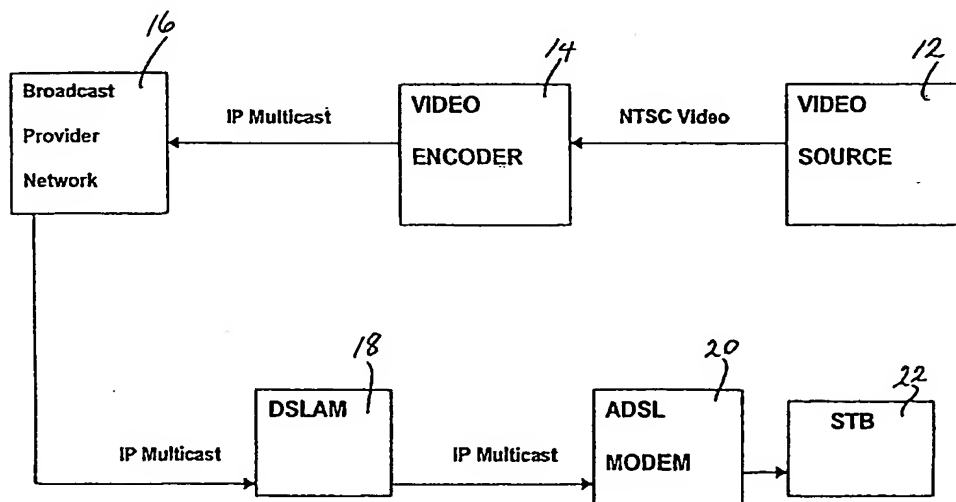 16
14
12
Broadcast
Provider
Network
IP Multicast
VIDEO
ENCODER
NTSC Video
VIDEO
SOURCE
18
20
22
DSLAM
ADSL
MODEM
STB
IP Multicast
IP Multicast